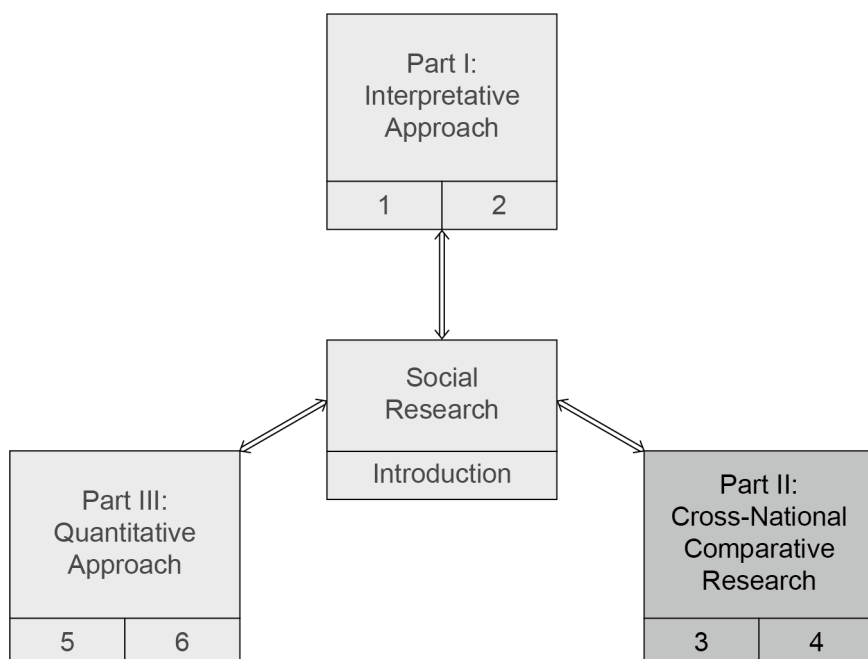 Part I:
Interpretative
Approach
1 2
Social
Research
Introduction
Part III:
Quantitative
Approach
5 6
Part II:
Cross-National
Comparative
Research
3 4